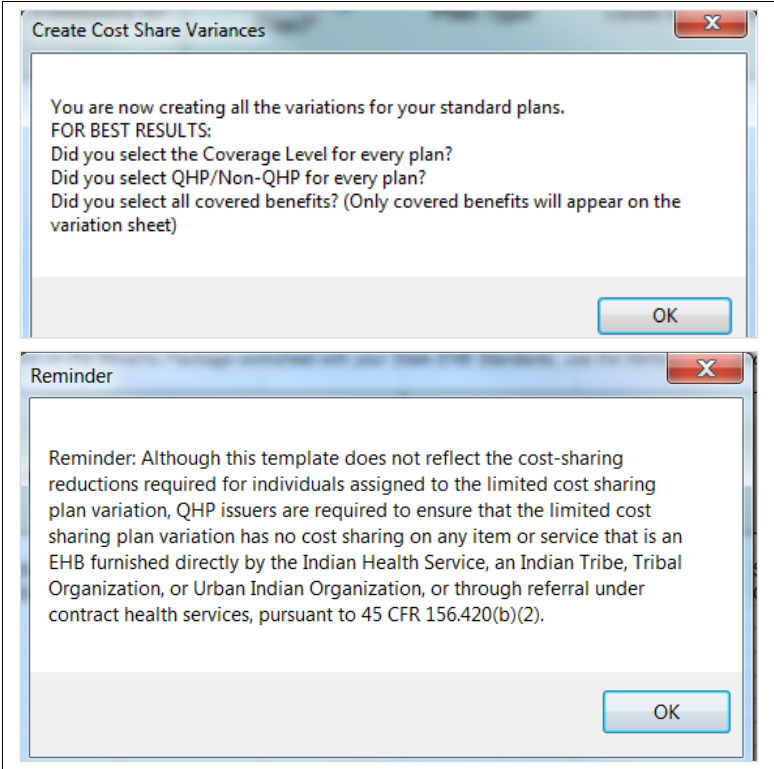 Create Cost Share Variances
You are now creating all the variations for your standard plans.
FOR BEST RESULTS:
Did you select the Coverage Level for every plan?
Did you select QHP/Non-QHP for every plan?
Did you select all covered benefits? (Only covered benefits will appear on the
variation sheet)
OK
Reminder
Reminder: Although this template does not reflect the cost-sharing
reductions required for individuals assigned to the limited cost sharing
plan variation, QHP issuers are required to ensure that the limited cost
sharing plan variation has no cost sharing on any item or service that is an
EHB furnished directly by the Indian Health Service, an Indian Tribe, Tribal
Organization, or Urban Indian Organization, or through referral under
contract health services, pursuant to 45 CFR 156.420(b)(2).
OK